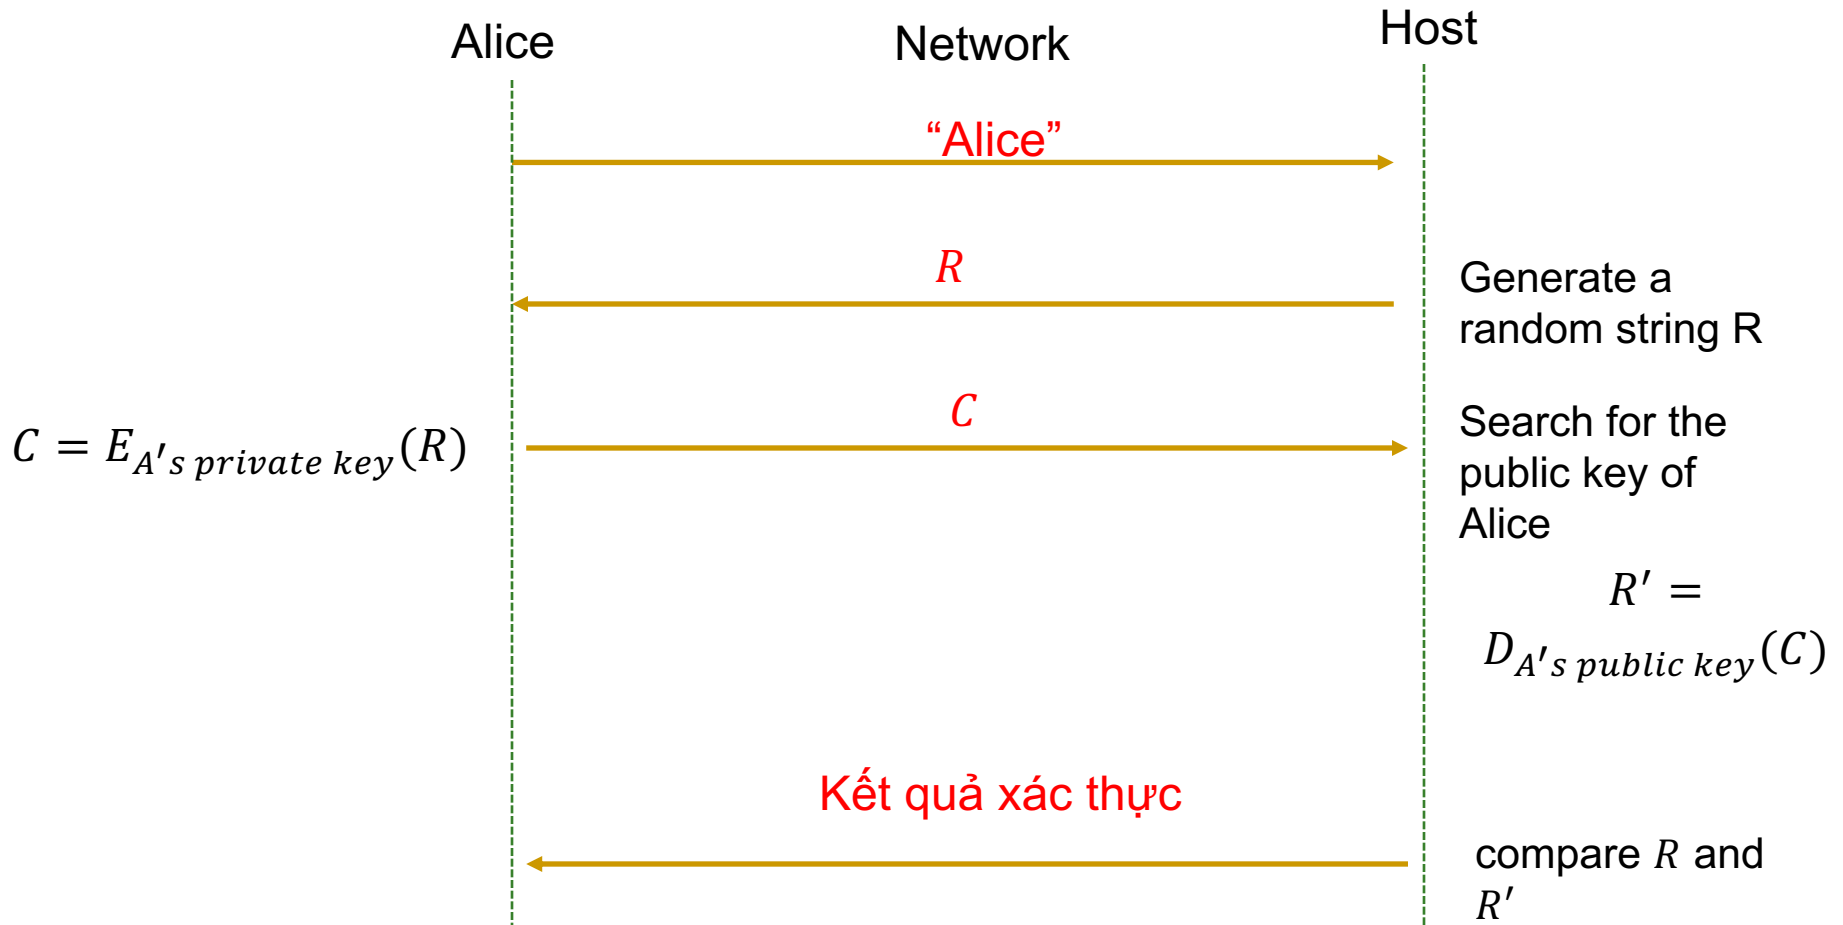 Alice
Network
Host
“Alice”
R
Generate a
random string R
C
C = E_{A's private key}(R)
Search for the
public key of
Alice
R′ =
D_{A's public key}(C)
Kết quả xác thực
compare R and
R′